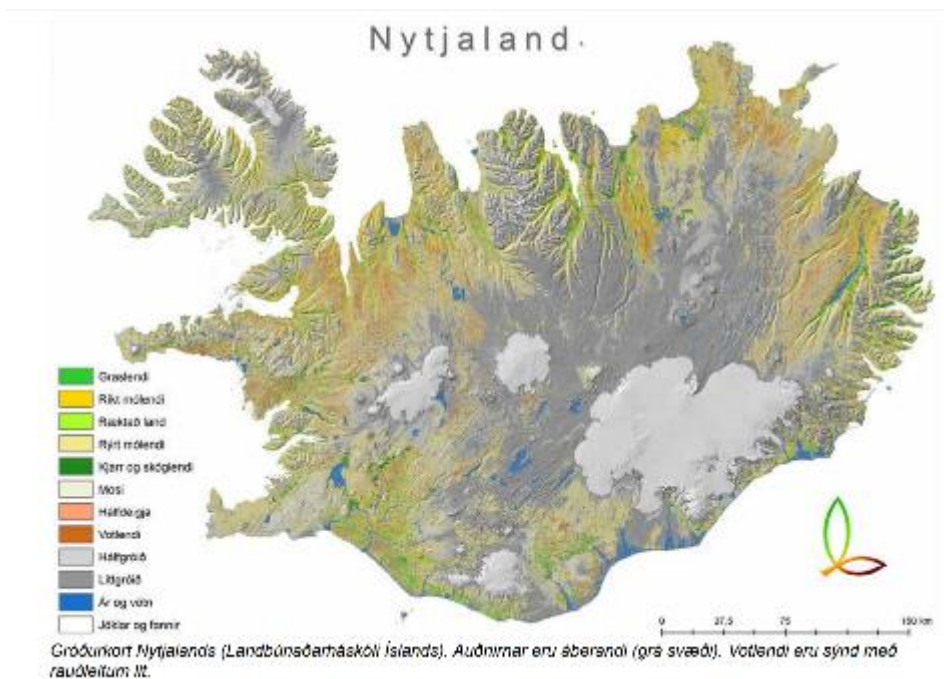 Nytjaland
Graslendi
Ríkt mólendi
Ræktað land
Rýrt mólendi
Kjarr og skóglendi
Mosi
Hálfdeigja
Votlendi
Hálfgróið
Líttgróið
Ár og vötn
Jöklar og fannir
0 37,5 75 150 km
Gróðurkort Nytjalands (Landbúnaðarháskóli Íslands). Auðnirnar eru áberandi (grá svæði). Votlendi eru sýnd með
rauðleitum lit.